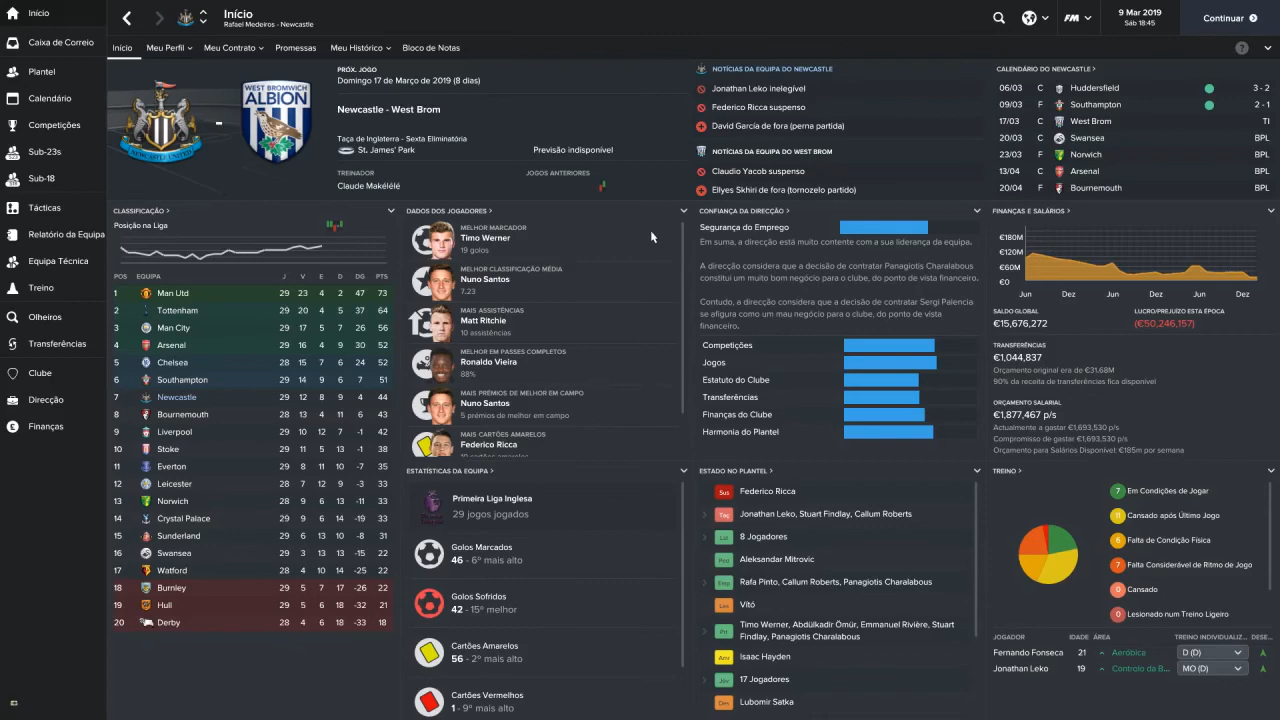 Início
Caixa de Correio
Plantel
Calendário
Competições
Sub-23s
Sub-18
Tácticas
Relatório da Equipa
Equipa Técnica
Treino
Olheiros
Transferências
Clube
Direcção
Finanças
Início
Rafael Medeiros - Newcastle
FM
9 Mar 2019
Sáb 18:45
Continuar
Início
Meu Perfil
Meu Contrato
Promessas
Meu Histórico
Bloco de Notas
?
WEST BROMWICH
ALBION
NEWCASTLE UNITED
-
PRÓX. JOGO
Domingo 17 de Março de 2019 (8 dias)
Newcastle - West Brom
Taça de Inglaterra - Sexta Eliminatória
St. James' Park
Previsão indisponível
TREINADOR
JOGOS ANTERIORES
Claude Makélélé
NOTÍCIAS DA EQUIPA DO NEWCASTLE
Jonathan Leko inelegível
Federico Ricca suspenso
David García de fora (perna partida)
NOTÍCIAS DA EQUIPA DO WEST BROM
Claudio Yacob suspenso
Ellyes Skhiri de fora (tornozelo partido)
CALENDÁRIO DO NEWCASTLE >
06/03 C Huddersfield 3 - 2
09/03 F Southampton 2 - 1
17/03 C West Brom TI
20/03 C Swansea BPL
23/03 F Norwich BPL
13/04 C Arsenal BPL
20/04 F Bournemouth BPL
CLASSIFICAÇÃO >
Posição na Liga
POS EQUIPA J V E D DG PTS
1 Man Utd 29 23 4 2 47 73
2 Tottenham 29 20 4 5 37 64
3 Man City 29 17 5 7 26 56
4 Arsenal 29 16 4 9 30 52
5 Chelsea 28 15 7 6 24 52
6 Southampton 29 14 9 6 7 51
7 Newcastle 29 12 8 9 4 44
8 Bournemouth 28 13 4 11 6 43
9 Liverpool 29 10 12 7 -1 42
10 Stoke 29 11 5 13 -1 38
11 Everton 29 8 11 10 -7 35
12 Leicester 28 7 12 9 -3 33
13 Norwich 28 9 6 13 -11 33
14 Crystal Palace 29 9 6 14 -19 33
15 Sunderland 29 6 13 10 -8 31
16 Swansea 29 3 13 13 -15 22
17 Watford 28 4 10 14 -25 22
18 Burnley 29 5 7 17 -26 22
19 Hull 29 5 6 18 -32 21
20 Derby 28 4 6 18 -33 18
DADOS DOS JOGADORES >
MELHOR MARCADOR
Timo Werner
19 golos
MELHOR CLASSIFICAÇÃO MÉDIA
Nuno Santos
7.23
MAIS ASSISTÊNCIAS
Matt Ritchie
10 assistências
MELHOR EM PASSES COMPLETOS
Ronaldo Vieira
88%
MAIS PRÉMIOS DE MELHOR EM CAMPO
Nuno Santos
5 prémios de melhor em campo
MAIS CARTÕES AMARELOS
Federico Ricca
10 cartões amarelos
CONFIANÇA DA DIRECÇÃO >
Segurança do Emprego
Em suma, a direcção está muito contente com a sua liderança da equipa.
A direcção considera que a decisão de contratar Panagiotis Charalabous
constitui um muito bom negócio para o clube, do ponto de vista financeiro.
Contudo, a direcção considera que a decisão de contratar Sergi Palencia
se afigura como um mau negócio para o clube, do ponto de vista
financeiro.
Competições
Jogos
Estatuto do Clube
Transferências
Finanças do Clube
Harmonia do Plantel
FINANÇAS E SALÁRIOS >
€180M
€120M
€60M
€0
Jun Dez Jun Dez Jun Dez
SALDO GLOBAL
LUCRO/PREJUÍZO ESTA ÉPOCA
€15,676,272
(€50,246,157)
TRANSFERÊNCIAS
€1,044,837
Orçamento original era de €31.68M
90% da receita de transferências fica disponível
ORÇAMENTO SALARIAL
€1,877,467 p/s
Actualmente a gastar €1,693,530 p/s
Compromisso de gastar €1,693,530 p/s
Orçamento para Salários Disponível: €185m por semana
ESTATÍSTICAS DA EQUIPA >
Primeira Liga Inglesa
29 jogos jogados
Golos Marcados
46 - 6º mais alto
Golos Sofridos
42 - 15º melhor
Cartões Amarelos
56 - 2º mais alto
Cartões Vermelhos
1 - 9º mais alto
ESTADO NO PLANTEL >
Sus Federico Ricca
Taç Jonathan Leko, Stuart Findlay, Callum Roberts
Lst 8 Jogadores
Ped Aleksandar Mitrovic
Emp Rafa Pinto, Callum Roberts, Panagiotis Charalabous
Les Vitó
Prt Timo Werner, Abdülkadir Ömür, Emmanuel Rivière, Stuart
Findlay, Panagiotis Charalabous
Amr Isaac Hayden
Jov 17 Jogadores
Des Lubomir Satka
TREINO >
7 Em Condições de Jogar
11 Cansado após Último Jogo
6 Falta de Condição Física
7 Falta Considerável de Ritmo de Jogo
0 Cansado
0 Lesionado num Treino Ligeiro
JOGADOR IDADE ÁREA TREINO INDIVIDUALIZ... DESE...
Fernando Fonseca 21 Aeróbica D (D)
Jonathan Leko 19 Controlo da B... MO (D)